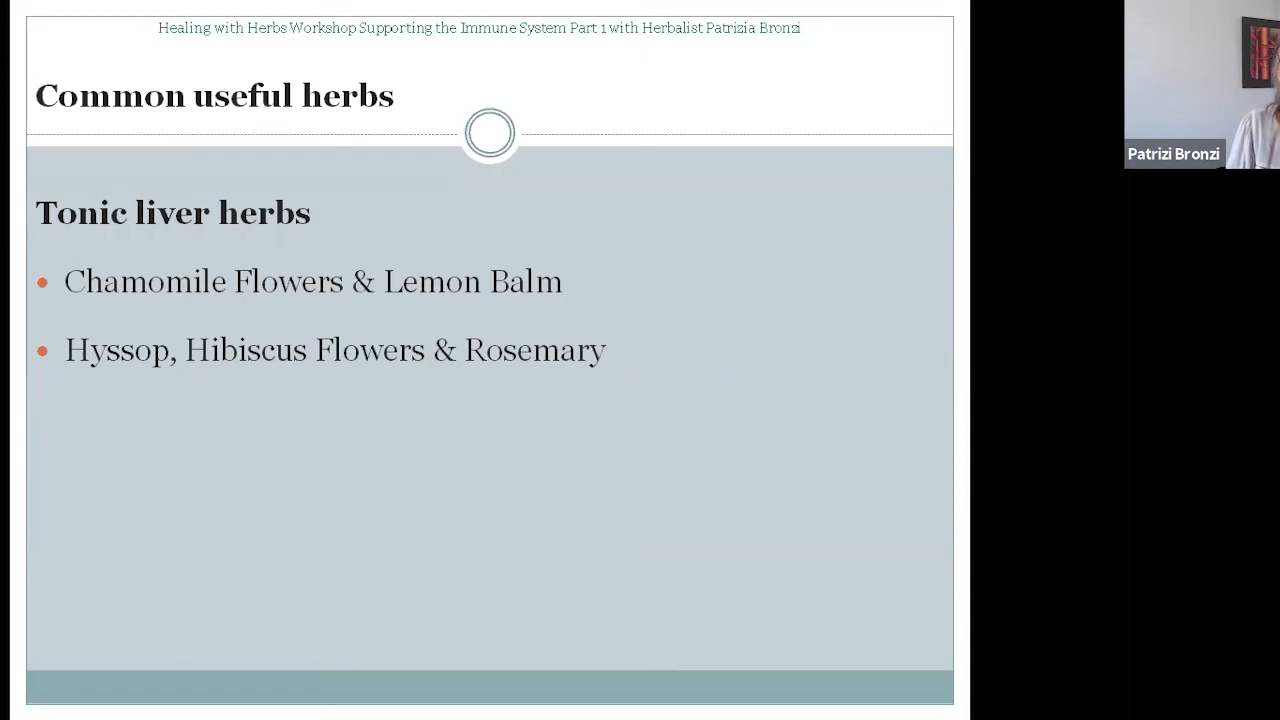 Healing with Herbs Workshop Supporting the Immune System Part 1 with Herbalist Patrizia Bronzi
Common useful herbs
Patrizi Bronzi
Tonic liver herbs
Chamomile Flowers & Lemon Balm
Hyssop, Hibiscus Flowers & Rosemary